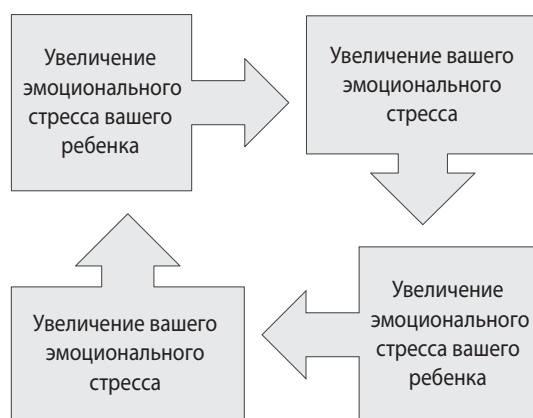 Увеличение
эмоционального
стресса вашего
ребенка
Увеличение вашего
эмоционального
стресса
Увеличение вашего
эмоционального
стресса
Увеличение
эмоционального
стресса вашего
ребенка